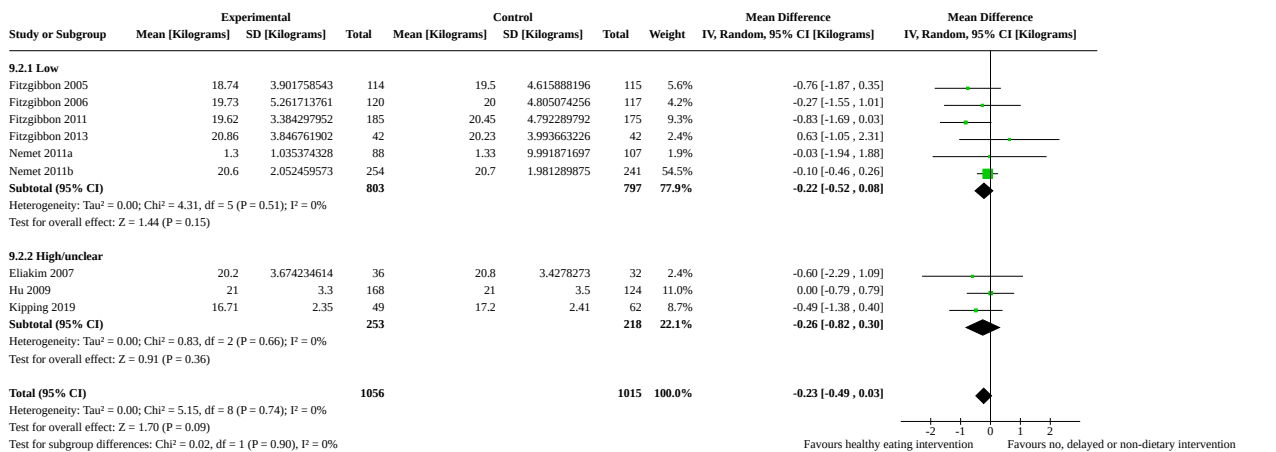 Experimental Control Mean Difference Mean Difference
Study or Subgroup Mean [Kilograms] SD [Kilograms] Total Mean [Kilograms] SD [Kilograms] Total Weight IV, Random, 95% CI [Kilograms] IV, Random, 95% CI [Kilograms]
9.2.1 Low
Fitzgibbon 2005 18.74 3.901758543 114 19.5 4.615888196 115 5.6% -0.76 [-1.87 , 0.35]
Fitzgibbon 2006 19.73 5.261713761 120 20 4.805074256 117 4.2% -0.27 [-1.55 , 1.01]
Fitzgibbon 2011 19.62 3.384297952 185 20.45 4.792289792 175 9.3% -0.83 [-1.69 , 0.03]
Fitzgibbon 2013 20.86 3.846761902 42 20.23 3.993663226 42 2.4% 0.63 [-1.05 , 2.31]
Nemet 2011a 1.3 1.035374328 88 1.33 9.991871697 107 1.9% -0.03 [-1.94 , 1.88]
Nemet 2011b 20.6 2.052459573 254 20.7 1.981289875 241 54.5% -0.10 [-0.46 , 0.26]
Subtotal (95% CI) 803 797 77.9% -0.22 [-0.52 , 0.08]
Heterogeneity: Tau² = 0.00; Chi² = 4.31, df = 5 (P = 0.51); I² = 0%
Test for overall effect: Z = 1.44 (P = 0.15)
9.2.2 High/unclear
Eliakim 2007 20.2 3.674234614 36 20.8 3.4278273 32 2.4% -0.60 [-2.29 , 1.09]
Hu 2009 21 3.3 168 21 3.5 124 11.0% 0.00 [-0.79 , 0.79]
Kipping 2019 16.71 2.35 49 17.2 2.41 62 8.7% -0.49 [-1.38 , 0.40]
Subtotal (95% CI) 253 218 22.1% -0.26 [-0.82 , 0.30]
Heterogeneity: Tau² = 0.00; Chi² = 0.83, df = 2 (P = 0.66); I² = 0%
Test for overall effect: Z = 0.91 (P = 0.36)
Total (95% CI) 1056 1015 100.0% -0.23 [-0.49 , 0.03]
Heterogeneity: Tau² = 0.00; Chi² = 5.15, df = 8 (P = 0.74); I² = 0%
Test for overall effect: Z = 1.70 (P = 0.09)
-2 -1 0 1 2
Test for subgroup differences: Chi² = 0.02, df = 1 (P = 0.90), I² = 0%
Favours healthy eating intervention Favours no, delayed or non-dietary intervention